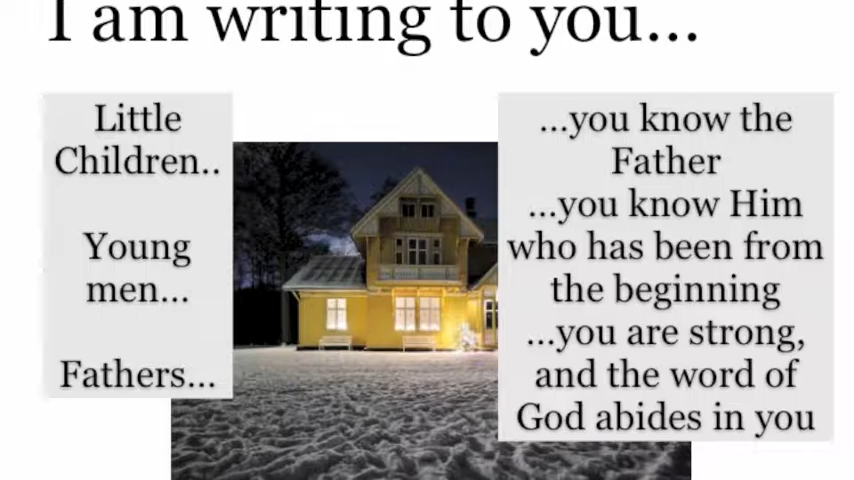 I am writing to you...
Little
Children..
Young
men...
Fathers...
...you know the
Father
...you know Him
who has been from
the beginning
...you are strong,
and the word of
God abides in you